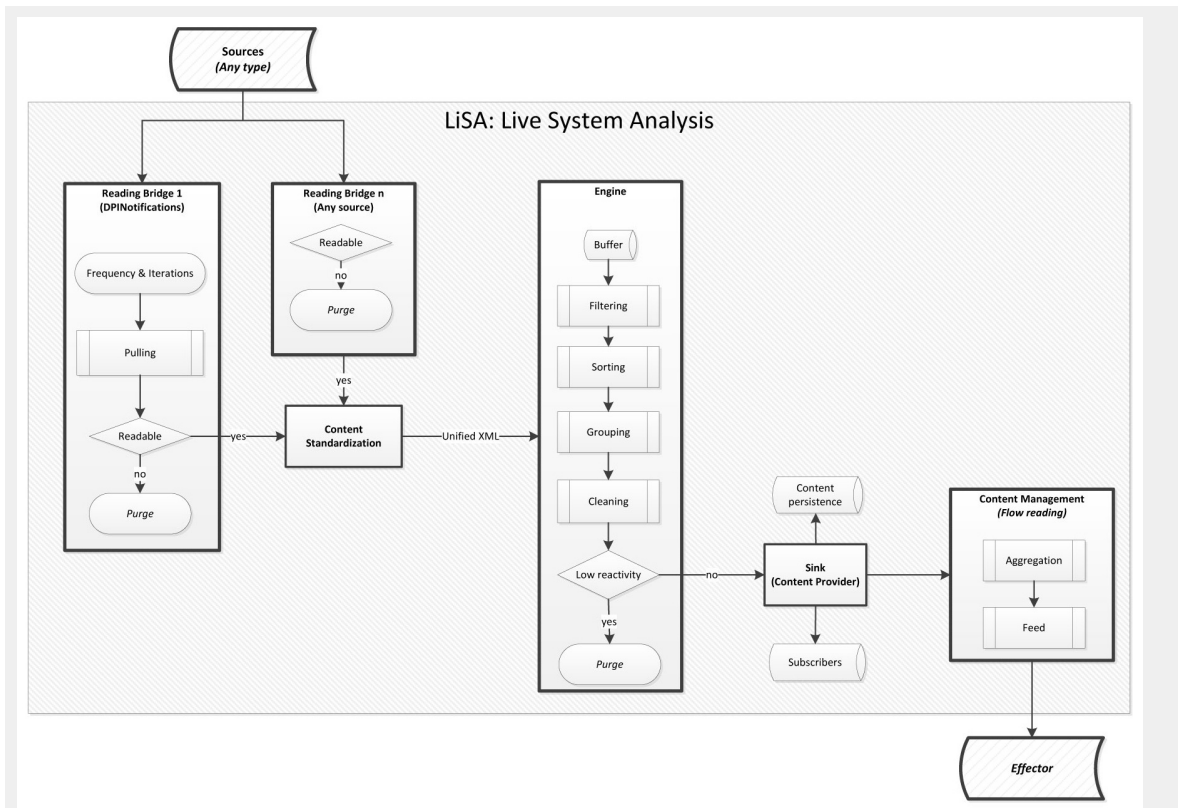 Sources
(Any type)
LiSA: Live System Analysis
Reading Bridge 1
(DPINotifications)
Frequency & Iterations
Pulling
Readable
yes
no
Purge
Reading Bridge n
(Any source)
Readable
no
Purge
yes
Content
Standardization
Unified XML
Engine
Buffer
Filtering
Sorting
Grouping
Cleaning
Low reactivity
no
yes
Purge
Content
persistence
Sink
(Content Provider)
Subscribers
Content Management
(Flow reading)
Aggregation
Feed
Effector